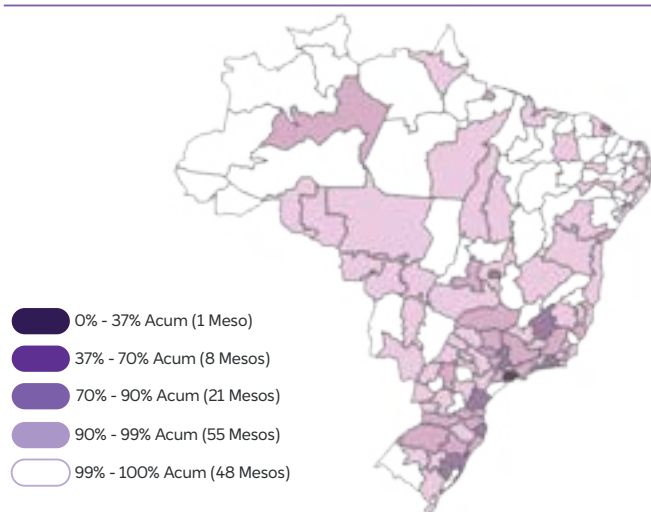 0% - 37% Acum (1 Meso)
37% - 70% Acum (8 Mesos)
70% - 90% Acum (21 Mesos)
90% - 99% Acum (55 Mesos)
99% - 100% Acum (48 Mesos)